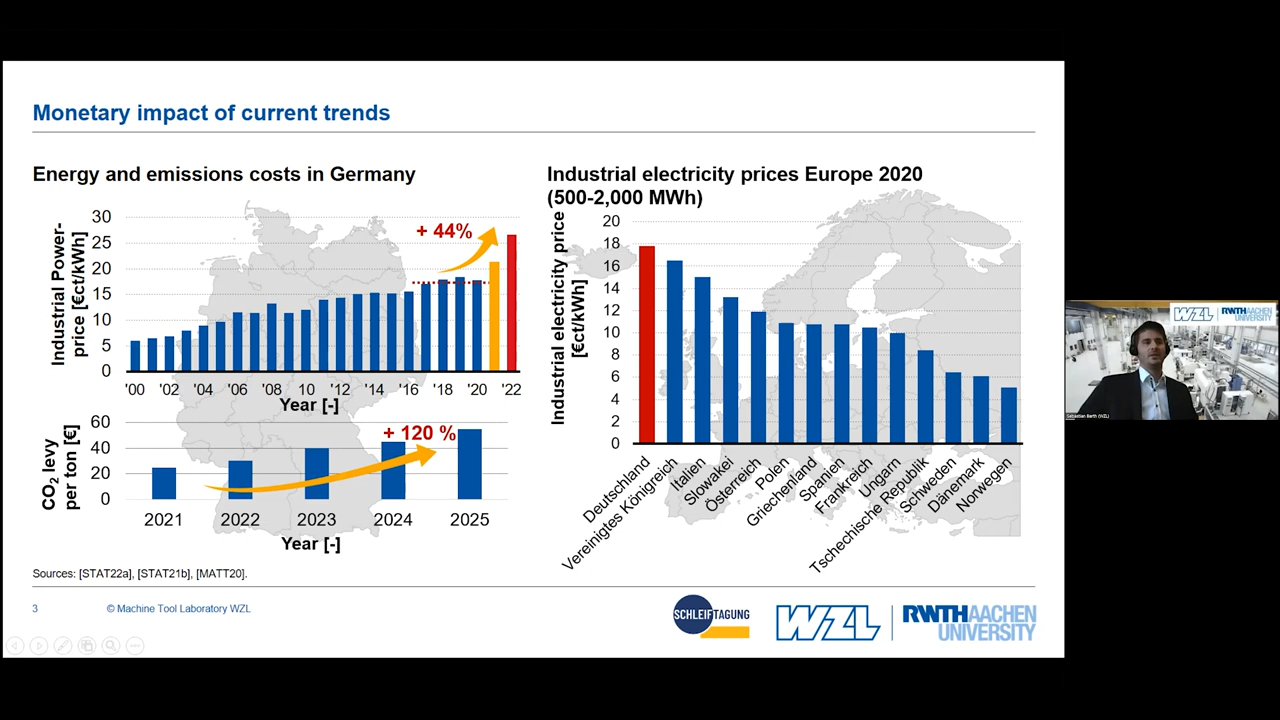 Monetary impact of current trends
Energy and emissions costs in Germany
Industrial Power-
price [€ct/kWh]
30
25
20
15
10
5
0
+ 44%
'00 '02 '04 '06 '08 '10 '12 '14 '16 '18 '20 '22
Year [-]
CO2 levy
per ton [€]
60
40
20
0
+ 120 %
2021 2022 2023 2024 2025
Year [-]
Industrial electricity prices Europe 2020
(500-2,000 MWh)
Industrial electricity price
[€ct/kWh]
20
18
16
14
12
10
8
6
4
2
0
Deutschland
Vereinigtes Königreich
Italien
Slowakei
Österreich
Polen
Griechenland
Spanien
Frankreich
Ungarn
Tschechische Republik
Schweden
Dänemark
Norwegen
Sources: [STAT22a], [STAT21b], [MATT20].
3 © Machine Tool Laboratory WZL
SCHLEIFTAGUNG
WZL
RWTHAACHEN
UNIVERSITY
WZL
RWTHAACHEN
UNIVERSITY
Sebastian Barth (WZL)